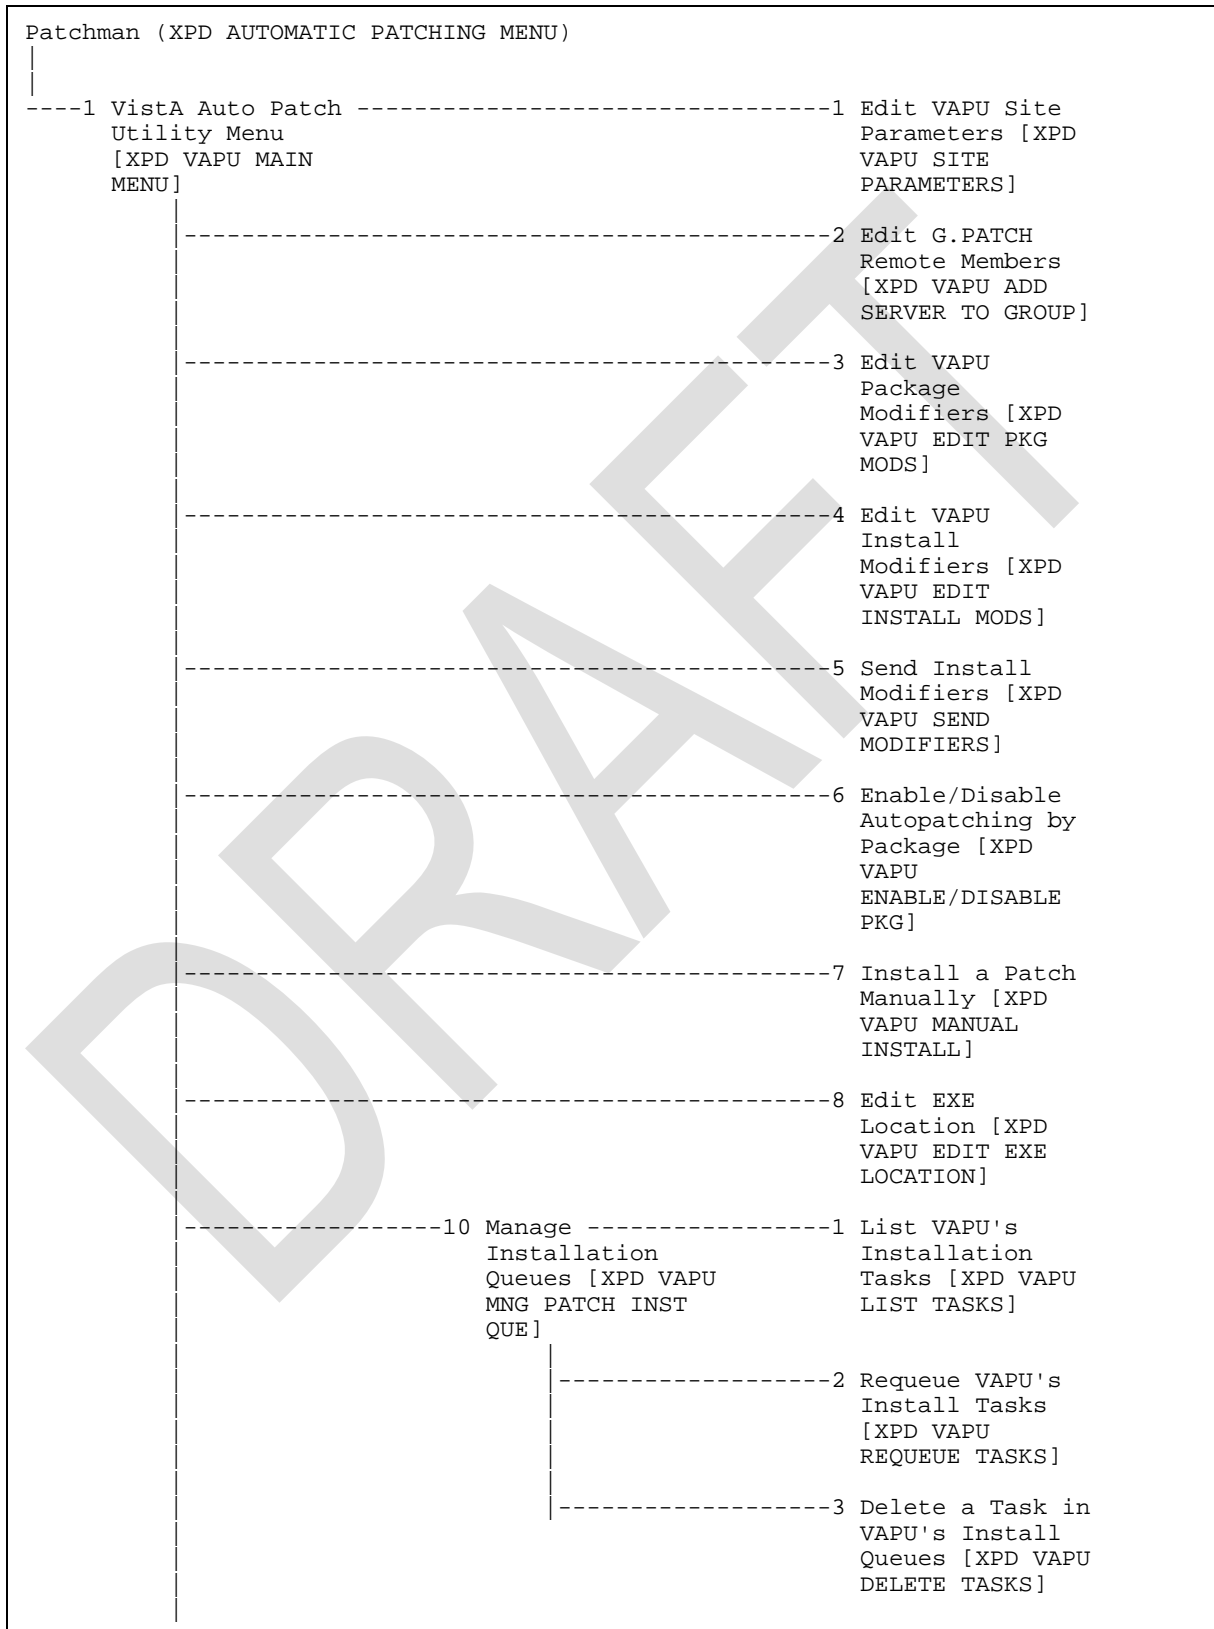 Patchman (XPD AUTOMATIC PATCHING MENU)
|
|
----1 VistA Auto Patch ---------------------------------1 Edit VAPU Site
Utility Menu Parameters [XPD
[XPD VAPU MAIN VAPU SITE
MENU] PARAMETERS]
|
|---------------------------------------------2 Edit G.PATCH
| Remote Members
| [XPD VAPU ADD
| SERVER TO GROUP]
|
|---------------------------------------------3 Edit VAPU
| Package
| Modifiers [XPD
| VAPU EDIT PKG
| MODS]
|
|---------------------------------------------4 Edit VAPU
| Install
| Modifiers [XPD
| VAPU EDIT
| INSTALL MODS]
|
|---------------------------------------------5 Send Install
| Modifiers [XPD
| VAPU SEND
| MODIFIERS]
|
|---------------------------------------------6 Enable/Disable
| Autopatching by
| Package [XPD
| VAPU
| ENABLE/DISABLE
| PKG]
|
|---------------------------------------------7 Install a Patch
| Manually [XPD
| VAPU MANUAL
| INSTALL]
|
|---------------------------------------------8 Edit EXE
| Location [XPD
| VAPU EDIT EXE
| LOCATION]
|
|------------------10 Manage -----------------1 List VAPU's
| Installation Installation
| Queues [XPD VAPU Tasks [XPD VAPU
| MNG PATCH INST LIST TASKS]
| QUE]
| |
| |-------------------2 Requeue VAPU's
| | Install Tasks
| | [XPD VAPU
| | REQUEUE TASKS]
| |
| |-------------------3 Delete a Task in
| VAPU's Install
| Queues [XPD VAPU
| DELETE TASKS]
|
DRAFT